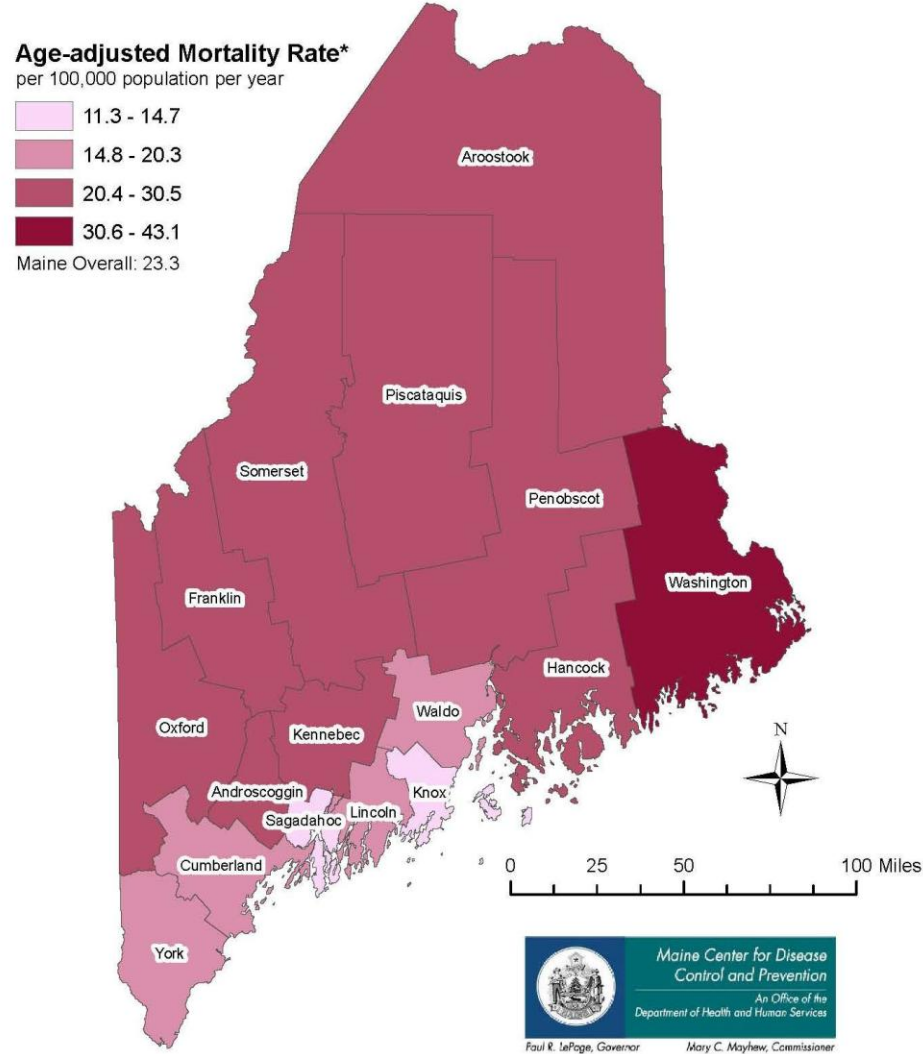 Age-adjusted Mortality Rate*
per 100,000 population per year
11.3 - 14.7
14.8 - 20.3
20.4 - 30.5
30.6 - 43.1
Maine Overall: 23.3
Aroostook
Piscataquis
Somerset
Penobscot
Washington
Franklin
Hancock
Waldo
Oxford
Kennebec
Androscoggin
Knox
Lincoln
Sagadahoc
Cumberland
York
N
0 25 50 100 Miles
Maine Center for Disease
Control and Prevention
An Office of the
Department of Health and Human Services
Paul R. LePage, Governor Mary C. Mayhew, Commissioner